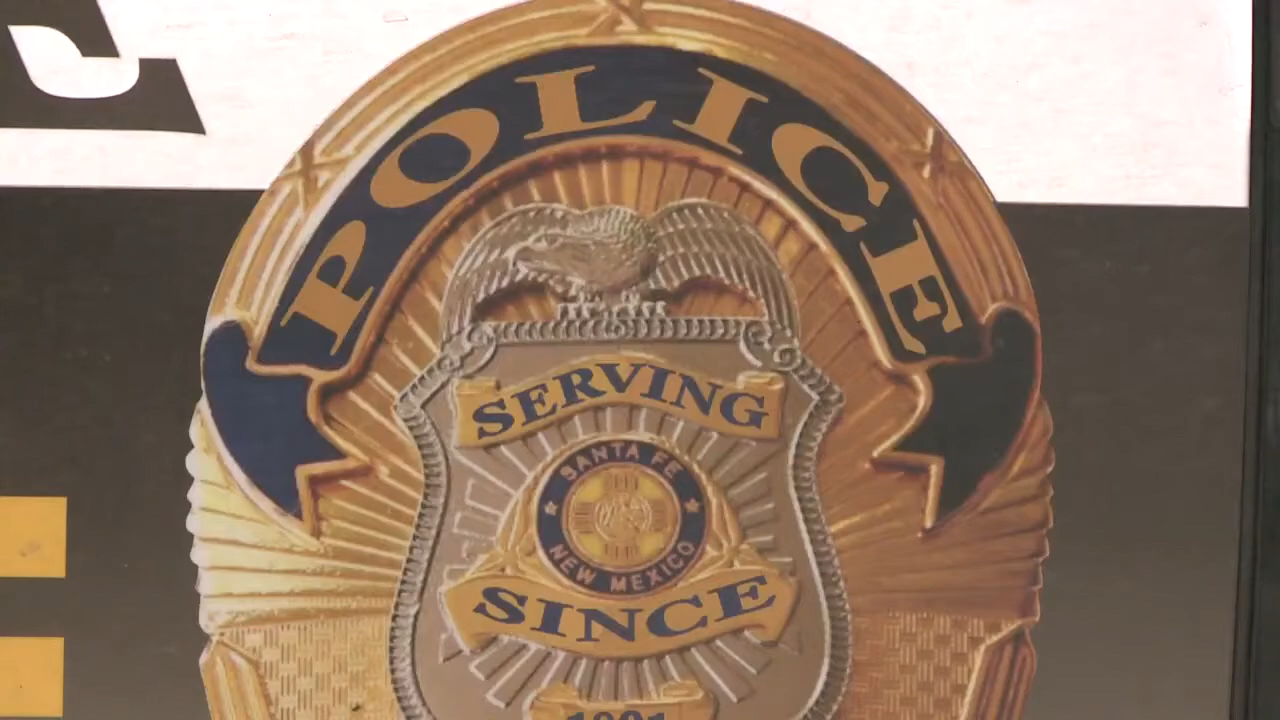 POLICE
SERVING
SANTA FE
NEW MEXICO
SINCE